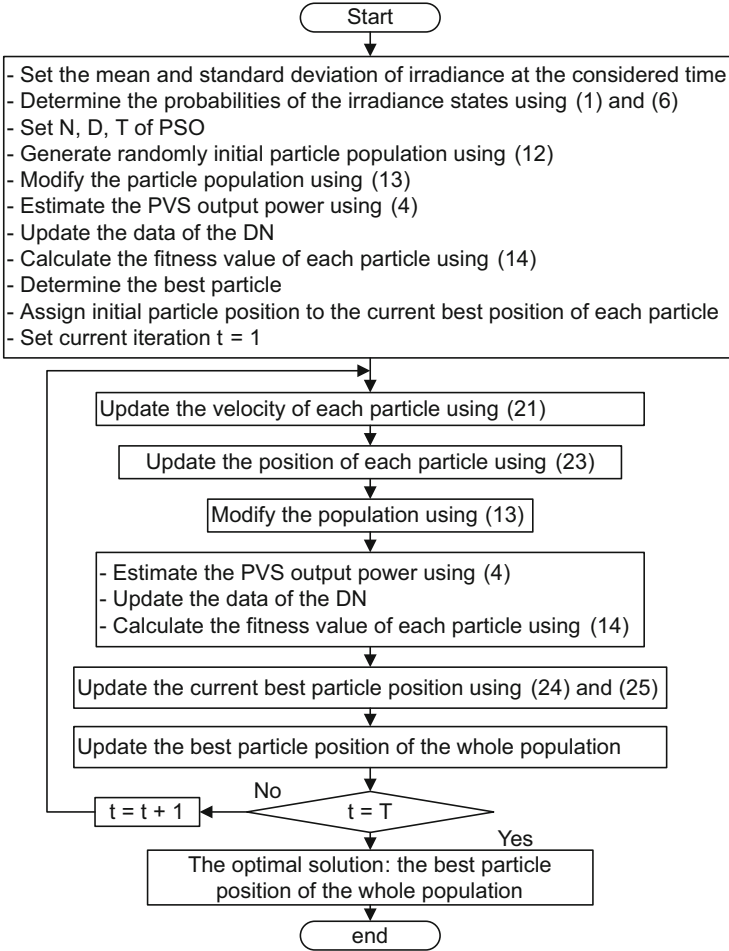 Start
- Set the mean and standard deviation of irradiance at the considered time
- Determine the probabilities of the irradiance states using (1) and (6)
- Set N, D, T of PSO
- Generate randomly initial particle population using (12)
- Modify the particle population using (13)
- Estimate the PVS output power using (4)
- Update the data of the DN
- Calculate the fitness value of each particle using (14)
- Determine the best particle
- Assign initial particle position to the current best position of each particle
- Set current iteration t = 1
Update the velocity of each particle using (21)
Update the position of each particle using (23)
Modify the population using (13)
- Estimate the PVS output power using (4)
- Update the data of the DN
- Calculate the fitness value of each particle using (14)
Update the current best particle position using (24) and (25)
Update the best particle position of the whole population
No
t = t + 1
t = T
Yes
The optimal solution: the best particle
position of the whole population
end